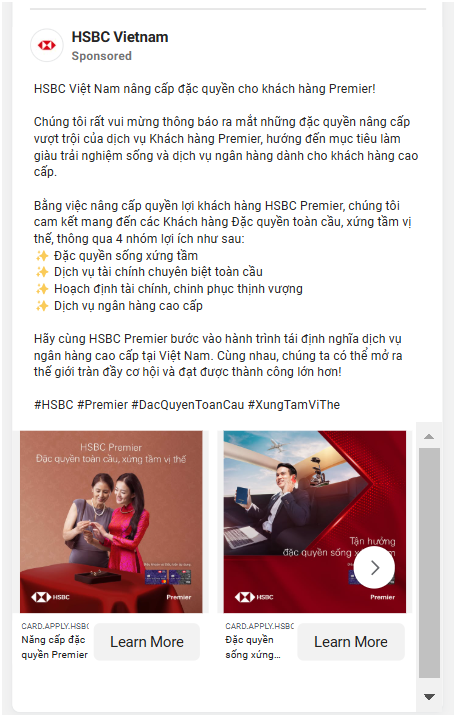 HSBC Vietnam
Sponsored
HSBC Việt Nam nâng cấp đặc quyền cho khách hàng Premier!
Chúng tôi rất vui mừng thông báo ra mắt những đặc quyền nâng cấp
vượt trội của dịch vụ Khách hàng Premier, hướng đến mục tiêu làm
giàu trải nghiệm sống và dịch vụ ngân hàng dành cho khách hàng cao
cấp.
Bằng việc nâng cấp quyền lợi khách hàng HSBC Premier, chúng tôi
cam kết mang đến các Khách hàng Đặc quyền toàn cầu, xứng tầm vị
thế, thông qua 4 nhóm lợi ích như sau:
✨ Đặc quyền sống xứng tầm
✨ Dịch vụ tài chính chuyên biệt toàn cầu
✨ Hoạch định tài chính, chinh phục thịnh vượng
✨ Dịch vụ ngân hàng cao cấp
Hãy cùng HSBC Premier bước vào hành trình tái định nghĩa dịch vụ
ngân hàng cao cấp tại Việt Nam. Cùng nhau, chúng ta có thể mở ra
thế giới tràn đầy cơ hội và đạt được thành công lớn hơn!
#HSBC #Premier #DacQuyenToanCau #XungTamViThe
HSBC Premier
Đặc quyền toàn cầu, xứng tầm vị thế
HSBC
Premier
CARD.APPLY.HSBC
Nâng cấp đặc
quyền Premier
Learn More
Tận hưởng
đặc quyền sống
HSBC
Premier
CARD.APPLY.HSBC
Đặc quyền
sống xứng...
Learn More